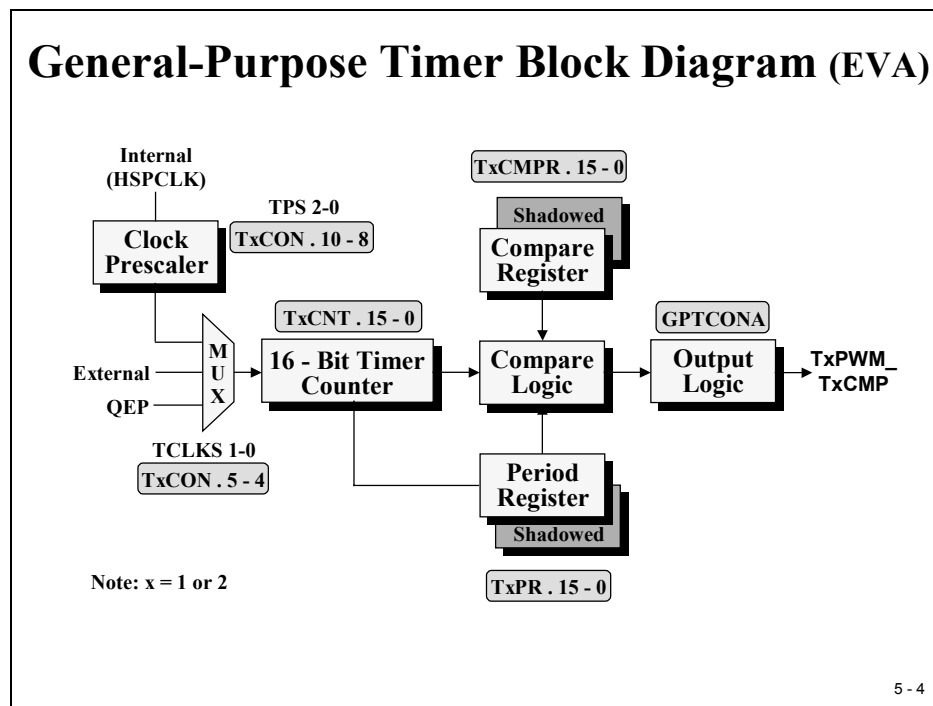 General-Purpose Timer Block Diagram (EVA)
Internal
(HSPCLK)
TPS 2-0
TxCON . 10 - 8
Clock
Prescaler
TxCMPR . 15 - 0
Shadowed
Compare
Register
TxCNT . 15 - 0
GPTCONA
M
U
X
16 - Bit Timer
Counter
Compare
Logic
Output
Logic
TxPWM_
TxCMP
External
QEP
TCLKS 1-0
TxCON . 5 - 4
Period
Register
Shadowed
TxPR . 15 - 0
Note: x = 1 or 2
5 - 4